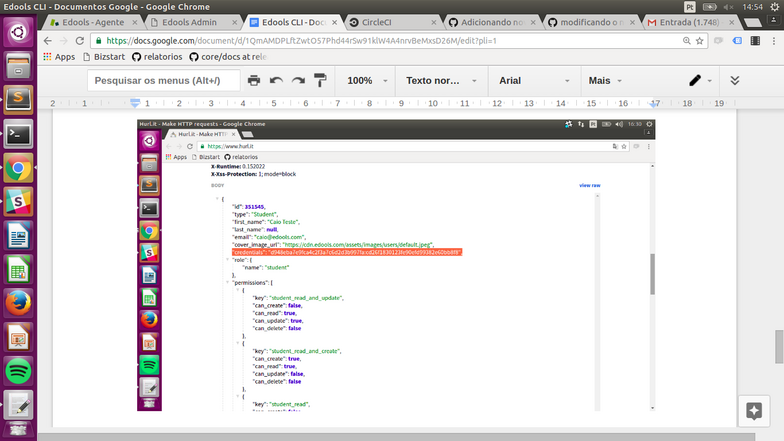 Edools CLI - Documentos Google - Google Chrome
Pt
14:54
Edools - Agente
Edools Admin
Edools CLI - Doc
CircleCI
Adicionando no
modificando o n
Entrada (1.748)
https://docs.google.com/document/d/1QmAMDPLftZwtOS7Phd44rSw91klW4A4nrvBeMxsD26M/edit?pli=1
Apps
Bizstart
relatorios
core/docs at rele
Pesquisar os menus (Alt+/)
100%
Texto nor...
Arial
Mais
2 1 1 2 3 4 5 6 7 8 9 10 11 12 13 14 15 16 17 18 19
Hurl.it - Make HTTP requests - Google Chrome
Pt
16:30
Hurl.it - Make HTT
https://www.hurl.it
Apps
Bizstart
relatorios
X-Runtime: 0.152022
X-Xss-Protection: 1; mode=block
BODY
view raw
{
"id": 351545,
"type": "Student",
"first_name": "Caio Teste",
"last_name": null,
"email": "caio@edools.com",
"cover_image_url": "https://cdn.edools.com/assets/images/users/default.jpeg",
"credentials":
"role": {
"name": "student"
},
"permissions": [
{
"key": "student_read_and_update",
"can_create": false,
"can_read": true,
"can_update": true,
"can_delete": false
},
{
"key": "student_read_and_create",
"can_create": true,
"can_read": true,
"can_update": false,
"can_delete": false
},
{
"key": "student_read",
"can_create": false,